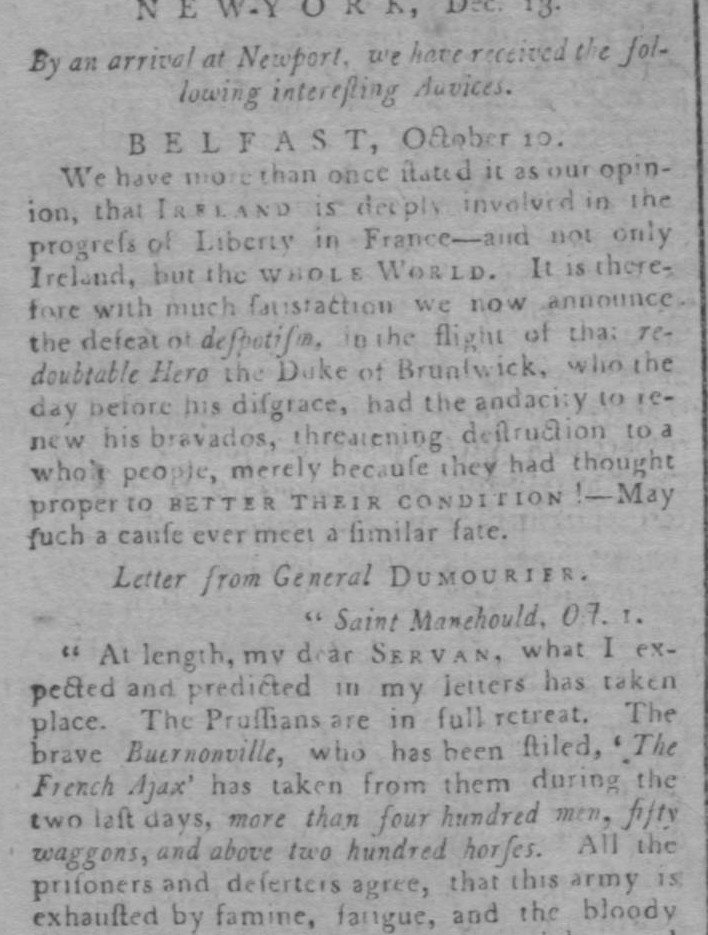 NEW-YORK, Dec. 13.
By an arrival at Newport, we have received the fol-
lowing intereſting Auvices.
BELFAST, October 10.
We have more than once ſtated it as our opin-
ion, that IRELAND is deeply involved in the
progreſs of Liberty in France—and not only
Ireland, but the WHOLE WORLD. It is there-
fore with much ſatisfaction we now announce
the defeat of deſpotiſm, in the flight of that re-
doubtable Hero the Duke of Brunſwick, who the
day before his diſgrace, had the andacity to re-
new his bravados, threatening deſtruction to a
whole people, merely becauſe they had thought
proper to BETTER THEIR CONDITION!—May
ſuch a cauſe ever meet a ſimilar fate.
Letter from General DUMOURIER.
“ Saint Manehould, Oct. 1.
“ At length, my dear SERVAN, what I ex-
pected and predicted in my letters has taken
place. The Pruſſians are in full retreat. The
brave Buernonville, who has been ſtiled, ‘The
French Ajax’ has taken from them during the
two laſt days, more than four hundred men, fifty
waggons, and above two hundred horſes. All the
priſoners and deſerters agree, that this army is
exhauſted by famine, fatigue, and the bloody